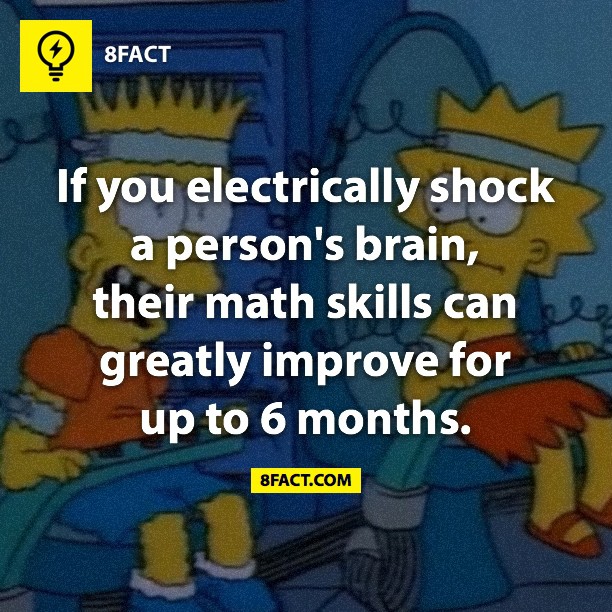 8FACT
If you electrically shock
a person's brain,
their math skills can
greatly improve for
up to 6 months.
8FACT.COM